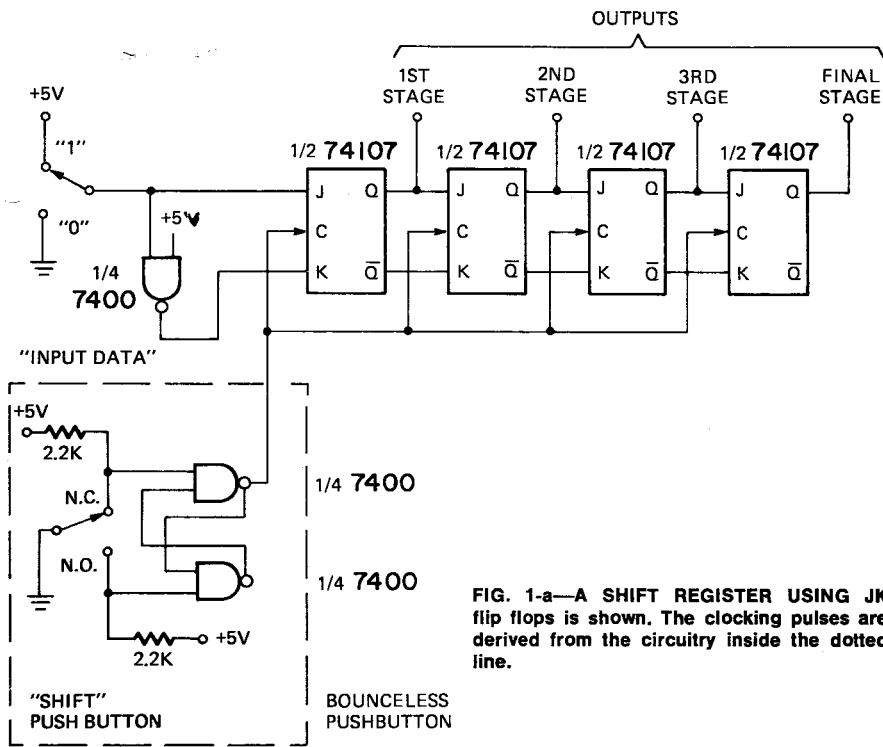 OUTPUTS
1ST
STAGE
2ND
STAGE
3RD
STAGE
FINAL
STAGE
+5V
"1"
"0"
+5V
1/4
7400
1/2 74107
1/2 74107
1/2 74107
1/2 74107
J Q
C
K Q̅
J Q
C
K Q̅
J Q
C
K Q̅
J Q
C
K Q̅
"INPUT DATA"
+5V
2.2K
N.C.
N.O.
+5V
2.2K
1/4 7400
1/4 7400
"SHIFT"
PUSH BUTTON
BOUNCELESS
PUSHBUTTON
FIG. 1-a—A SHIFT REGISTER USING JK
flip flops is shown. The clocking pulses are
derived from the circuitry inside the dotted
line.